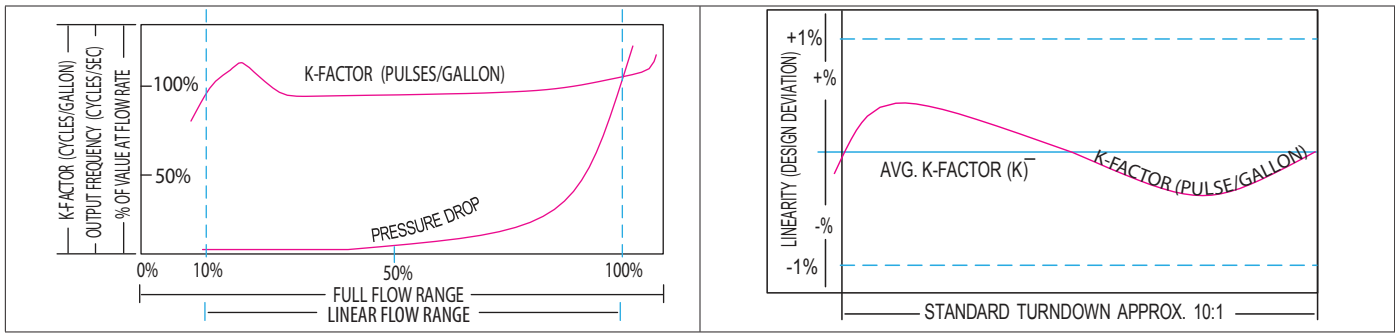 K-FACTOR (CYCLES/GALLON)
OUTPUT FREQUENCY (CYCLES/SEC)
% OF VALUE AT FLOW RATE
100%
50%
K-FACTOR (PULSES/GALLON)
PRESSURE DROP
0%
10%
50%
100%
FULL FLOW RANGE
LINEAR FLOW RANGE
LINEARITY (DESIGN DEVIATION)
+1%
+%
-%
-1%
AVG. K-FACTOR (K)¯
K-FACTOR (PULSE/GALLON)
STANDARD TURNDOWN APPROX. 10:1